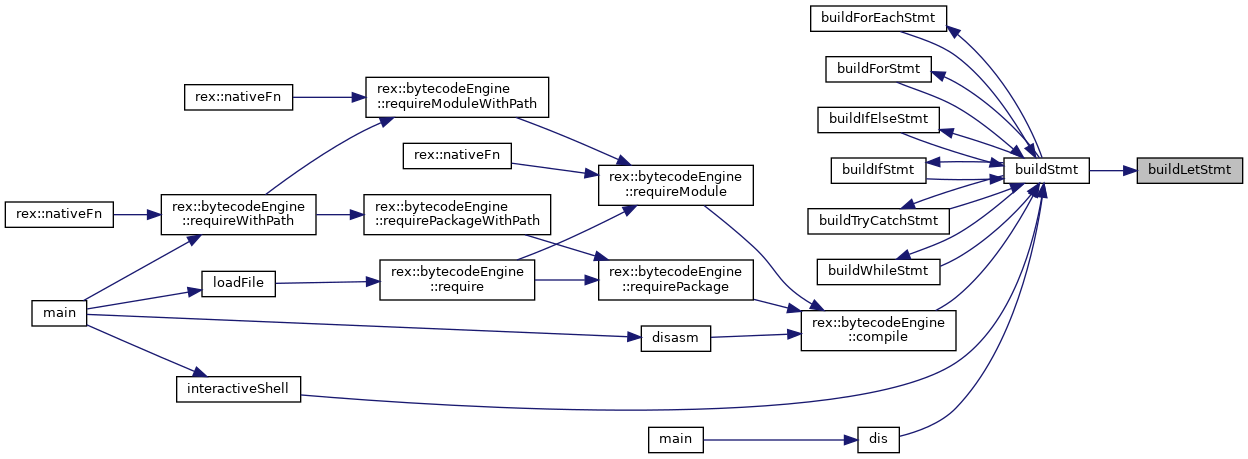 buildForEachStmt
buildForStmt
rex::bytecodeEngine
::requireModuleWithPath
rex::nativeFn
buildIfElseStmt
rex::nativeFn
buildIfStmt
buildStmt
buildLetStmt
rex::bytecodeEngine
::requireModule
rex::nativeFn
rex::bytecodeEngine
::requireWithPath
rex::bytecodeEngine
::requirePackageWithPath
buildTryCatchStmt
buildWhileStmt
loadFile
rex::bytecodeEngine
::require
rex::bytecodeEngine
::requirePackage
main
rex::bytecodeEngine
::compile
disasm
interactiveShell
main
dis